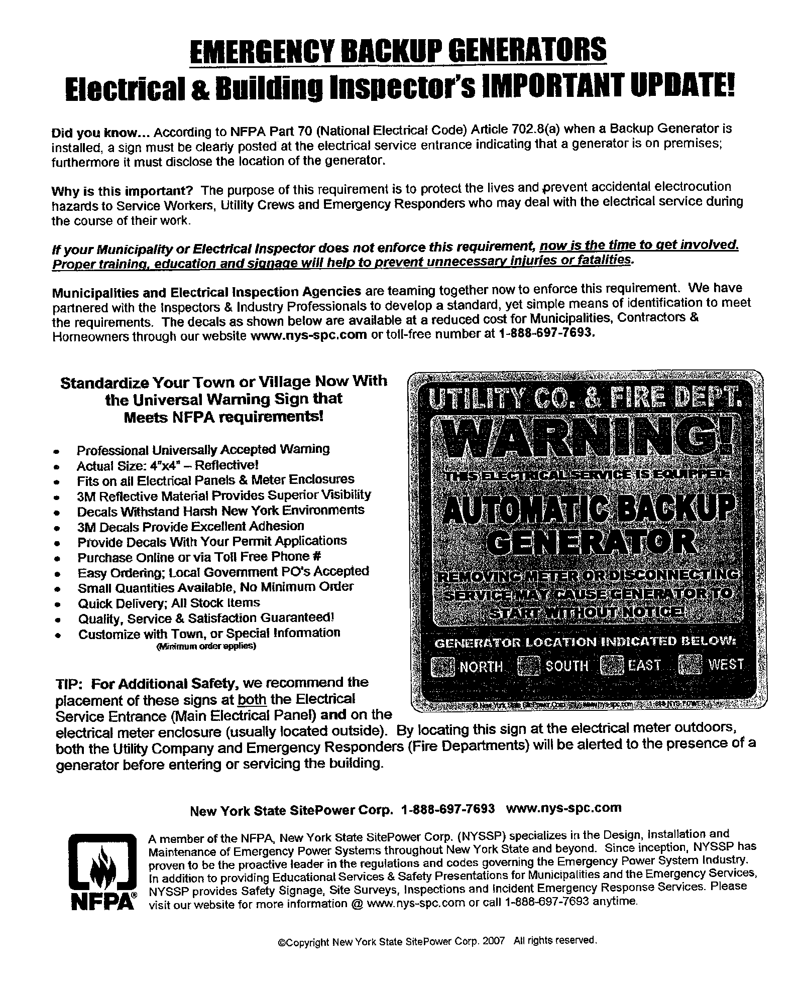 EMERGENCY BACKUP GENERATORS
Electrical & Building Inspector's IMPORTANT UPDATE!
Did you know... According to NFPA Part 70 (National Electrical Code) Article 702.8(a) when a Backup Generator is
installed, a sign must be clearly posted at the electrical service entrance indicating that a generator is on premises;
furthermore it must disclose the location of the generator.
Why is this important? The purpose of this requirement is to protect the lives and prevent accidental electrocution
hazards to Service Workers, Utility Crews and Emergency Responders who may deal with the electrical service during
the course of their work.
If your Municipality or Electrical Inspector does not enforce this requirement, now is the time to get involved.
Proper training, education and signage will help to prevent unnecessary injuries or fatalities.
Municipalities and Electrical Inspection Agencies are teaming together now to enforce this requirement. We have
partnered with the Inspectors & Industry Professionals to develop a standard, yet simple means of identification to meet
the requirements. The decals as shown below are available at a reduced cost for Municipalities, Contractors &
Homeowners through our website www.nys-spc.com or toll-free number at 1-888-697-7693.
Standardize Your Town or Village Now With
the Universal Warning Sign that
Meets NFPA requirements!
• Professional Universally Accepted Warning
• Actual Size: 4"x4" – Reflective!
• Fits on all Electrical Panels & Meter Enclosures
• 3M Reflective Material Provides Superior Visibility
• Decals Withstand Harsh New York Environments
• 3M Decals Provide Excellent Adhesion
• Provide Decals With Your Permit Applications
• Purchase Online or via Toll Free Phone #
• Easy Ordering; Local Government PO's Accepted
• Small Quantities Available, No Minimum Order
• Quick Delivery; All Stock Items
• Quality, Service & Satisfaction Guaranteed!
• Customize with Town, or Special Information
(Minimum order applies)
UTILITY CO. & FIRE DEPT.
WARNING!
THIS ELECTRICAL SERVICE IS EQUIPPED:
AUTOMATIC BACKUP
GENERATOR
REMOVING METER OR DISCONNECTING
SERVICE MAY CAUSE GENERATOR TO
START WITHOUT NOTICE!
GENERATOR LOCATION INDICATED BELOW:
NORTH SOUTH EAST WEST
© New York State SitePower Corp. www.nys-spc.com 1-888-NYS-POWER
TIP: For Additional Safety, we recommend the
placement of these signs at both the Electrical
Service Entrance (Main Electrical Panel) and on the
electrical meter enclosure (usually located outside). By locating this sign at the electrical meter outdoors,
both the Utility Company and Emergency Responders (Fire Departments) will be alerted to the presence of a
generator before entering or servicing the building.
New York State SitePower Corp. 1-888-697-7693 www.nys-spc.com
NFPA®
A member of the NFPA, New York State SitePower Corp. (NYSSP) specializes in the Design, Installation and
Maintenance of Emergency Power Systems throughout New York State and beyond. Since inception, NYSSP has
proven to be the proactive leader in the regulations and codes governing the Emergency Power System Industry.
In addition to providing Educational Services & Safety Presentations for Municipalities and the Emergency Services,
NYSSP provides Safety Signage, Site Surveys, Inspections and Incident Emergency Response Services. Please
visit our website for more information @ www.nys-spc.com or call 1-888-697-7693 anytime.
©Copyright New York State SitePower Corp. 2007 All rights reserved.